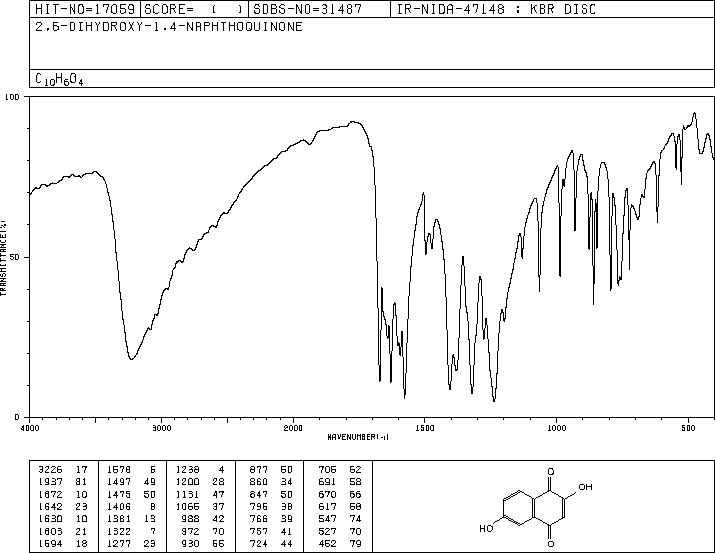 HIT-NO=17059 SCORE= ( ) SDBS-NO=31487 IR-NIDA-47148 : KBR DISC
2,6-DIHYDROXY-1,4-NAPHTHOQUINONE
C10H6O4
100
TRANSMITTANCE(%)
50
0
4000 3000 2000 1500 1000 500
WAVENUMBER(-1)
3226 17 1578 6 1238 4 877 50 706 62
1937 81 1497 49 1200 28 860 34 691 58
1672 10 1475 50 1131 47 847 50 670 66
1642 23 1406 8 1066 37 796 38 617 58
1630 10 1381 13 988 42 766 39 547 74
1603 21 1322 7 972 70 757 41 527 70
1594 18 1277 23 930 55 724 44 452 79
O
OH
HO
O